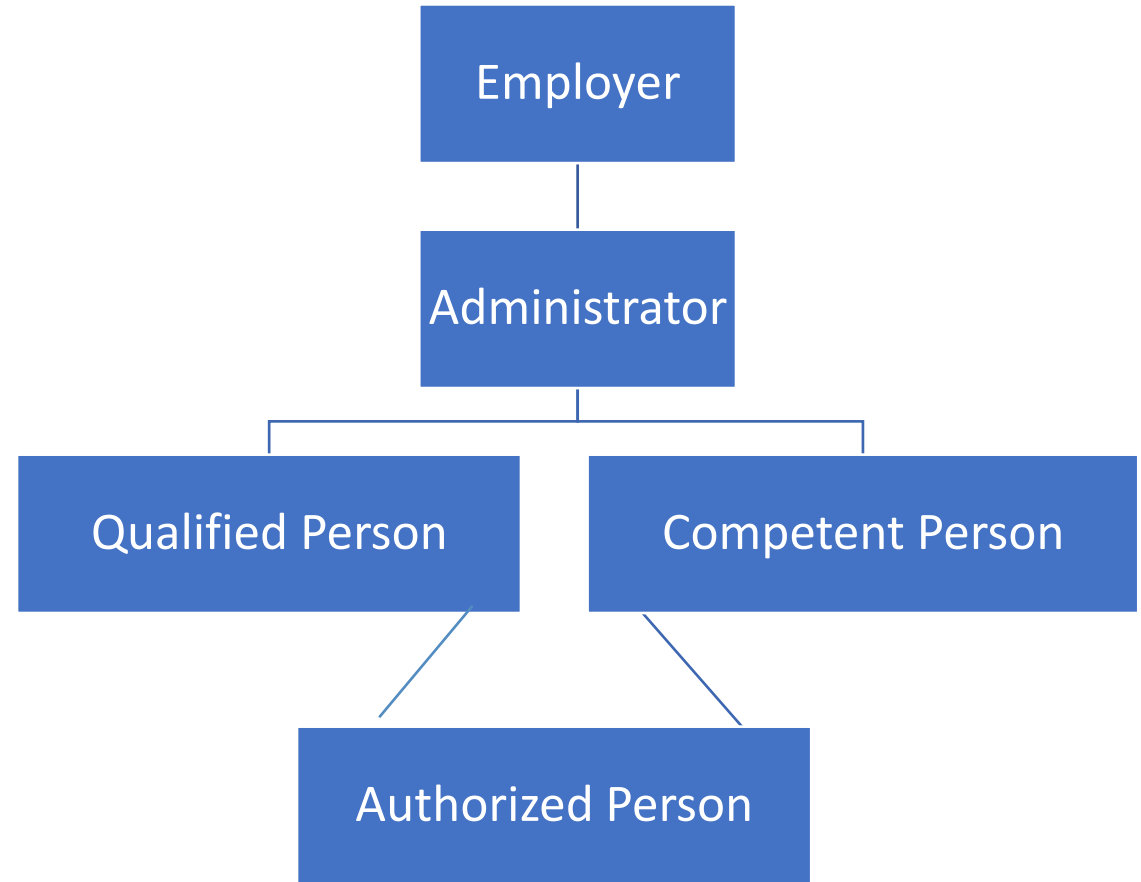 Employer
Administrator
Qualified Person
Competent Person
Authorized Person